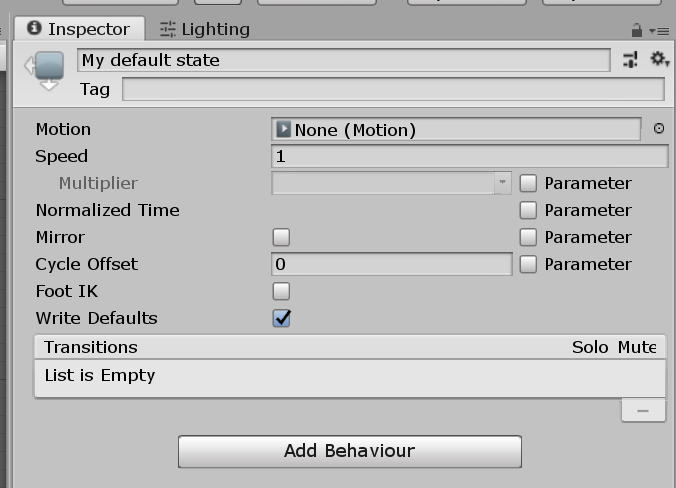 Inspector Lighting
My default state
Tag
Motion None (Motion)
Speed 1
Multiplier Parameter
Normalized Time Parameter
Mirror Parameter
Cycle Offset 0 Parameter
Foot IK
Write Defaults
Transitions Solo Mute
List is Empty
Add Behaviour